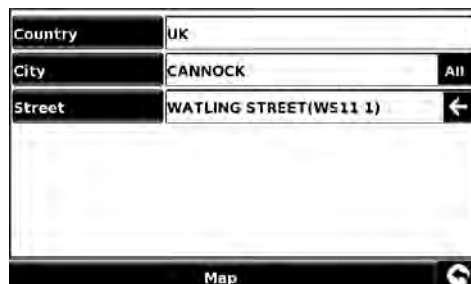 Country UK
City CANNOCK All
Street WATLING STREET(WS11 1)
Map